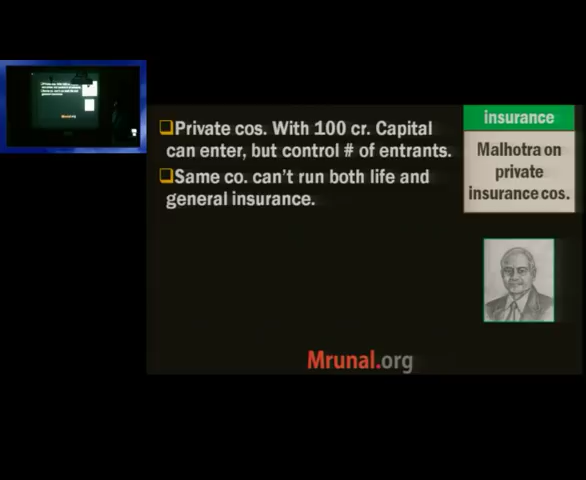 Private cos. With 100 cr. Capital
can enter, but control # of entrants.
Same co. can't run both life and
general insurance.
insurance
Malhotra on
private
insurance cos.
Mrunal.org